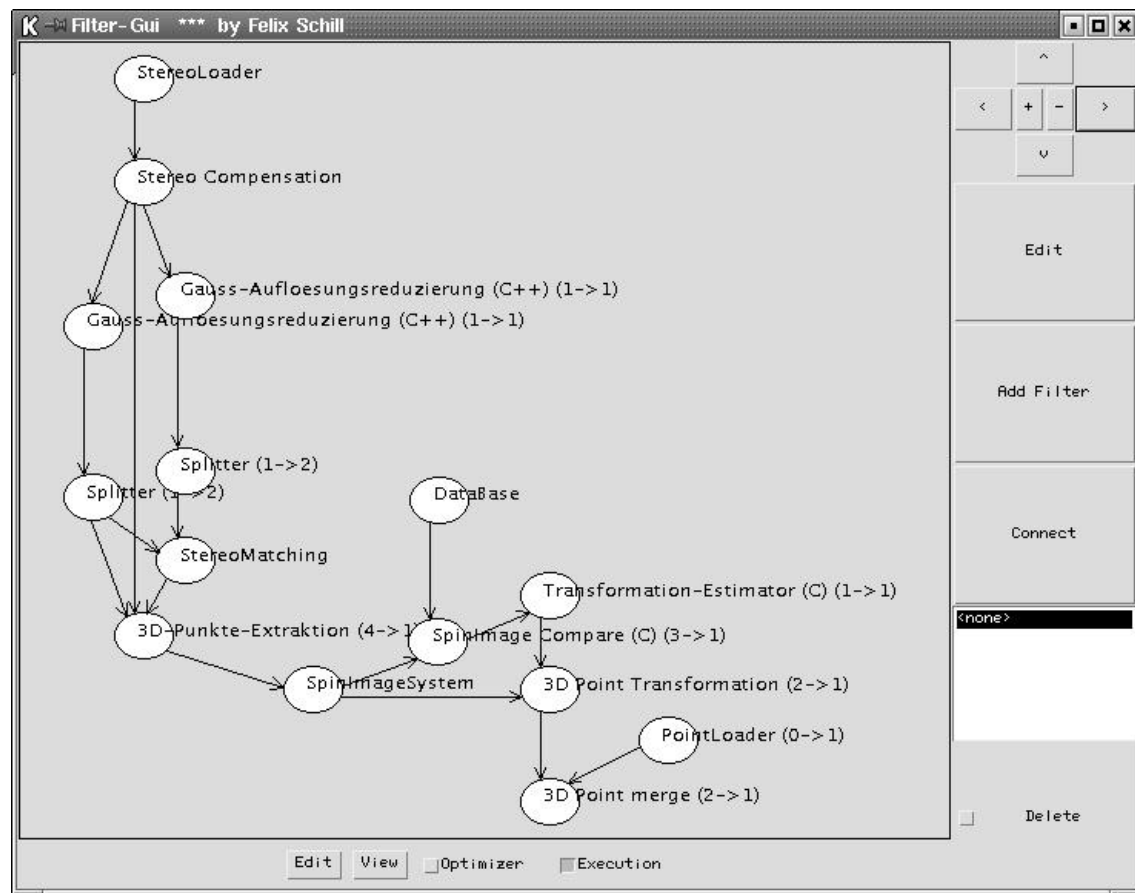 Filter-Gui *** by Felix Schill
StereoLoader
^
< + - >
v
Stereo Compensation
Edit
Gauss-Aufloesungsreduzierung (C++) (1->1)
Gauss-Aufloesungsreduzierung (C++) (1->1)
Add Filter
Splitter (1->2)
Splitter (1->2)
DataBase
Connect
StereoMatching
Transformation-Estimator (C) (1->1)
<none>
3D-Punkte-Extraktion (4->1)
SpinImage Compare (C) (3->1)
SpinImageSystem
3D Point Transformation (2->1)
PointLoader (0->1)
3D Point merge (2->1)
Delete
Edit View Optimizer Execution